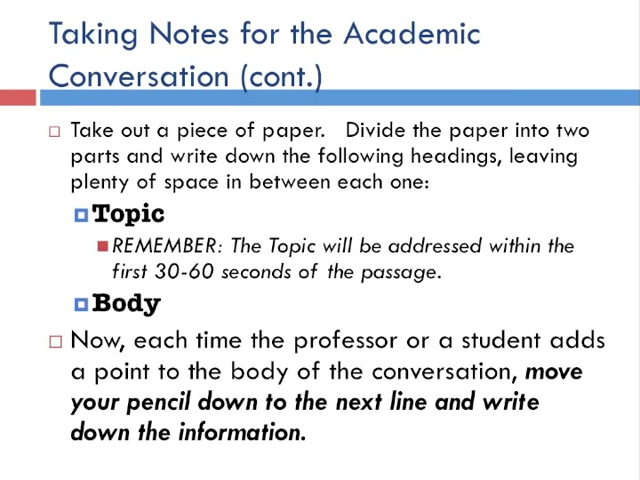 Taking Notes for the Academic
Conversation (cont.)
Take out a piece of paper. Divide the paper into two
parts and write down the following headings, leaving
plenty of space in between each one:
Topic
REMEMBER: The Topic will be addressed within the
first 30-60 seconds of the passage.
Body
Now, each time the professor or a student adds
a point to the body of the conversation, move
your pencil down to the next line and write
down the information.